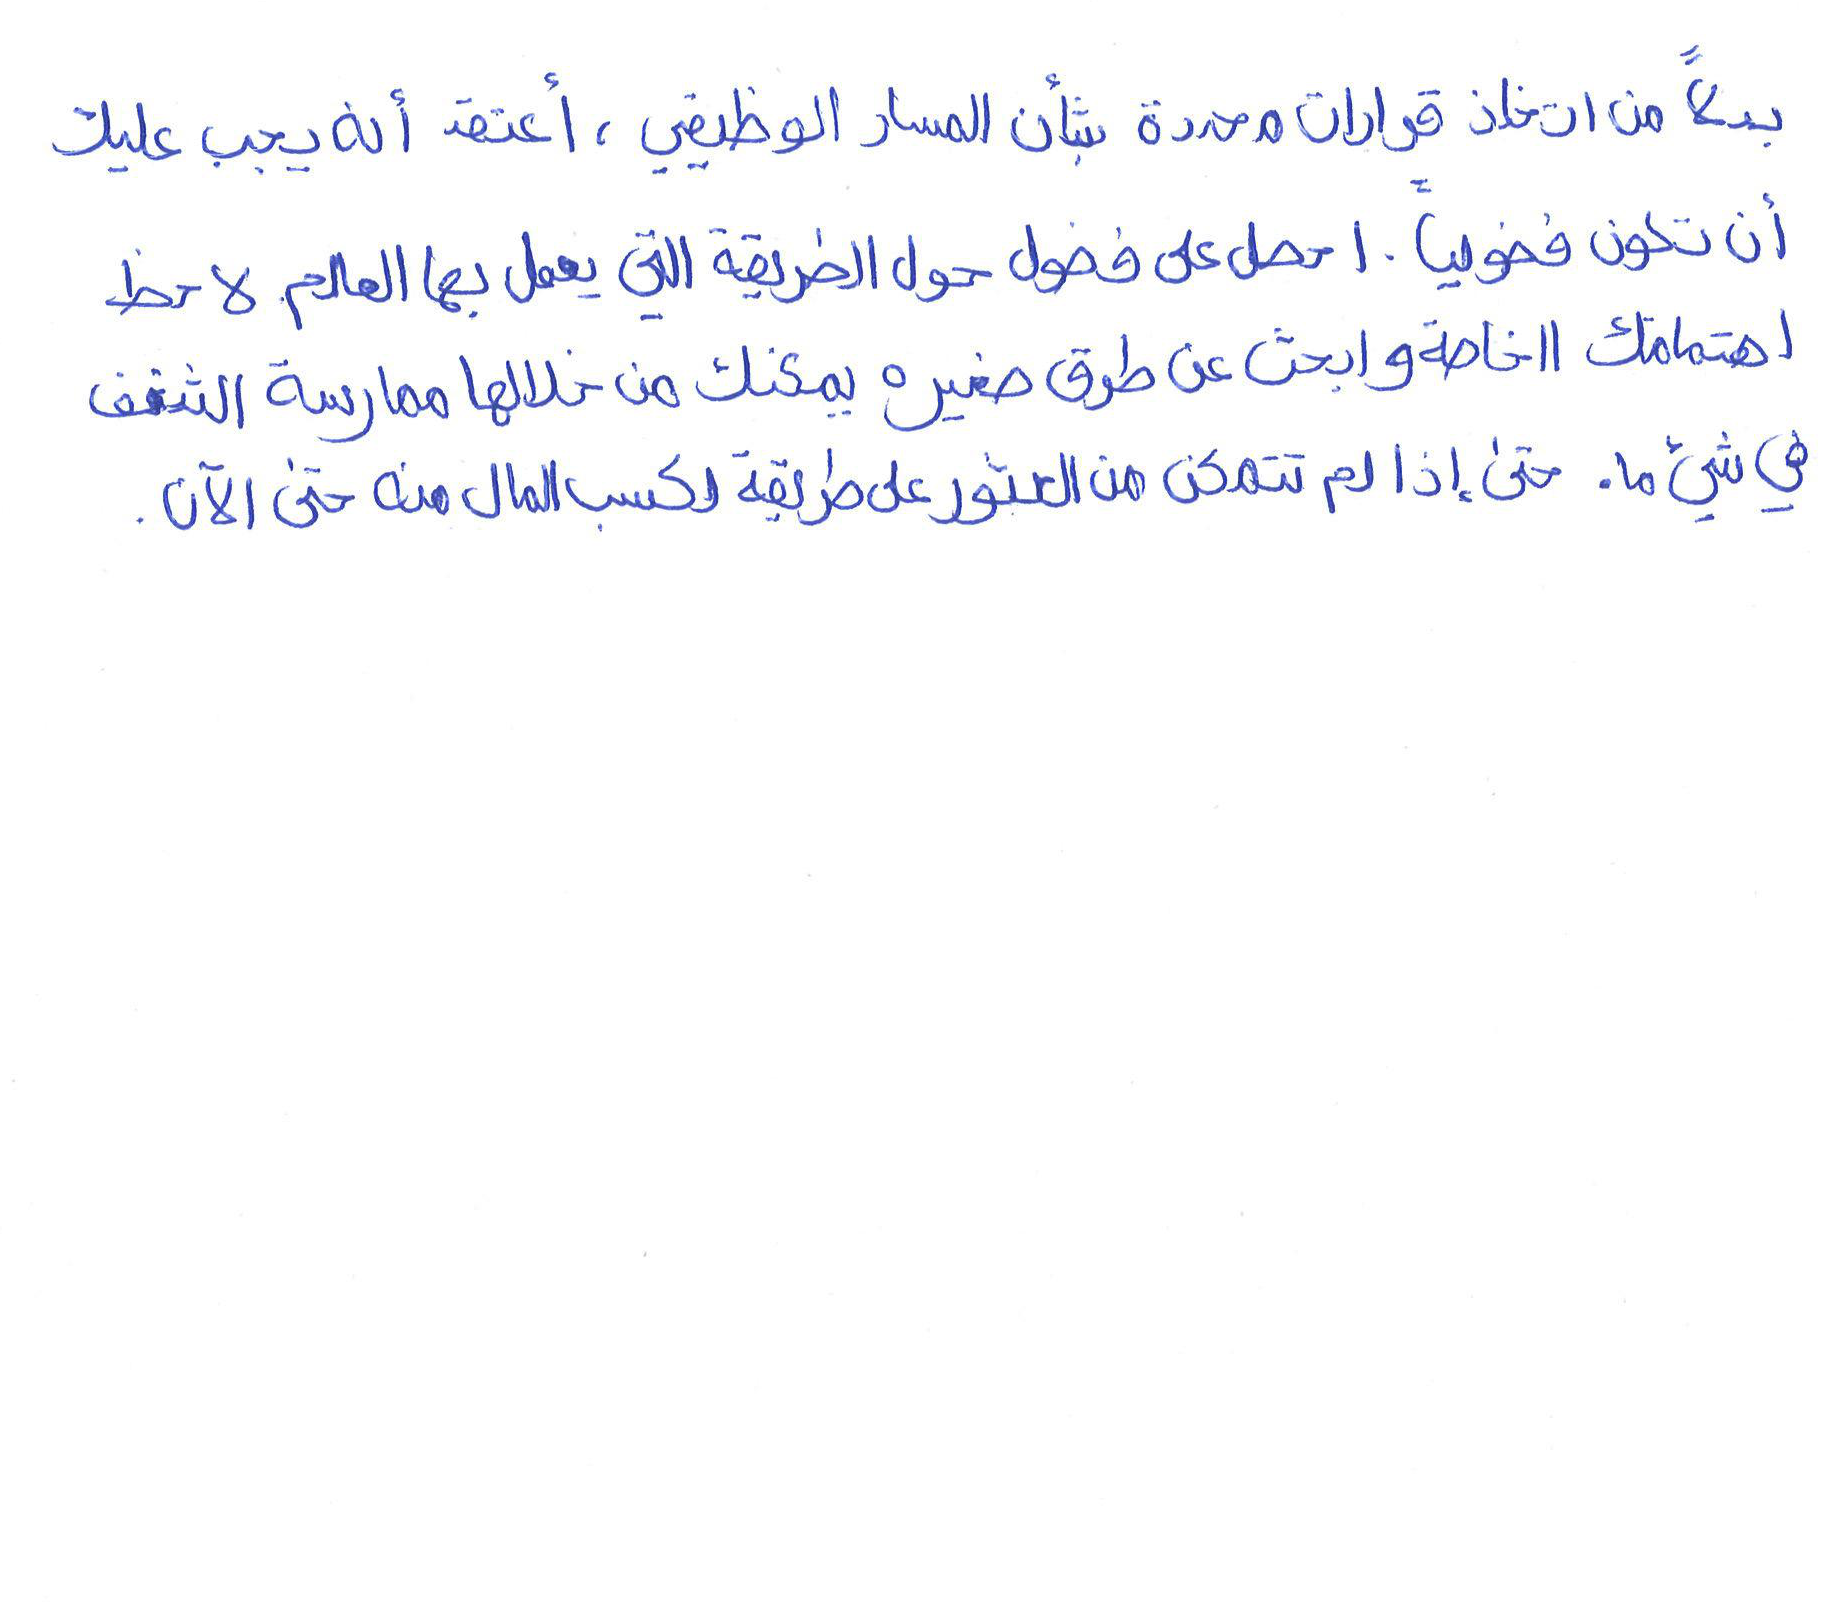 بدلاً من اتخاذ قرارات محددة بشأن المسار الوظيفي ، أعتقد أنه يجب عليك
أن تكون فضولياً . احصل على فضول حول الطريقة التي يعمل بها العالم. لاحظ
اهتماماتك الخاصة وابحث عن طرق صغيره يمكنك من خلالها ممارسة الشغف
في شئ ما. حتى إذا لم تتمكن من العثور على طريقة لكسب المال منه حتى الآن .